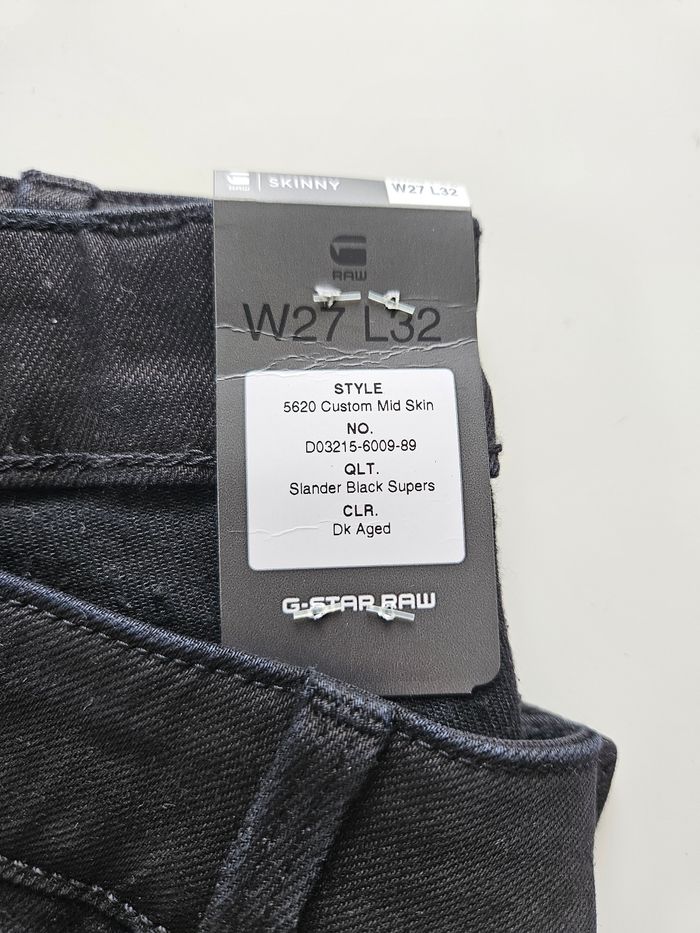 RAW | SKINNY W27 L32
RAW
W27 L32
STYLE
5620 Custom Mid Skin
NO.
D03215-6009-89
QLT.
Slander Black Supers
CLR.
Dk Aged
G-STAR RAW